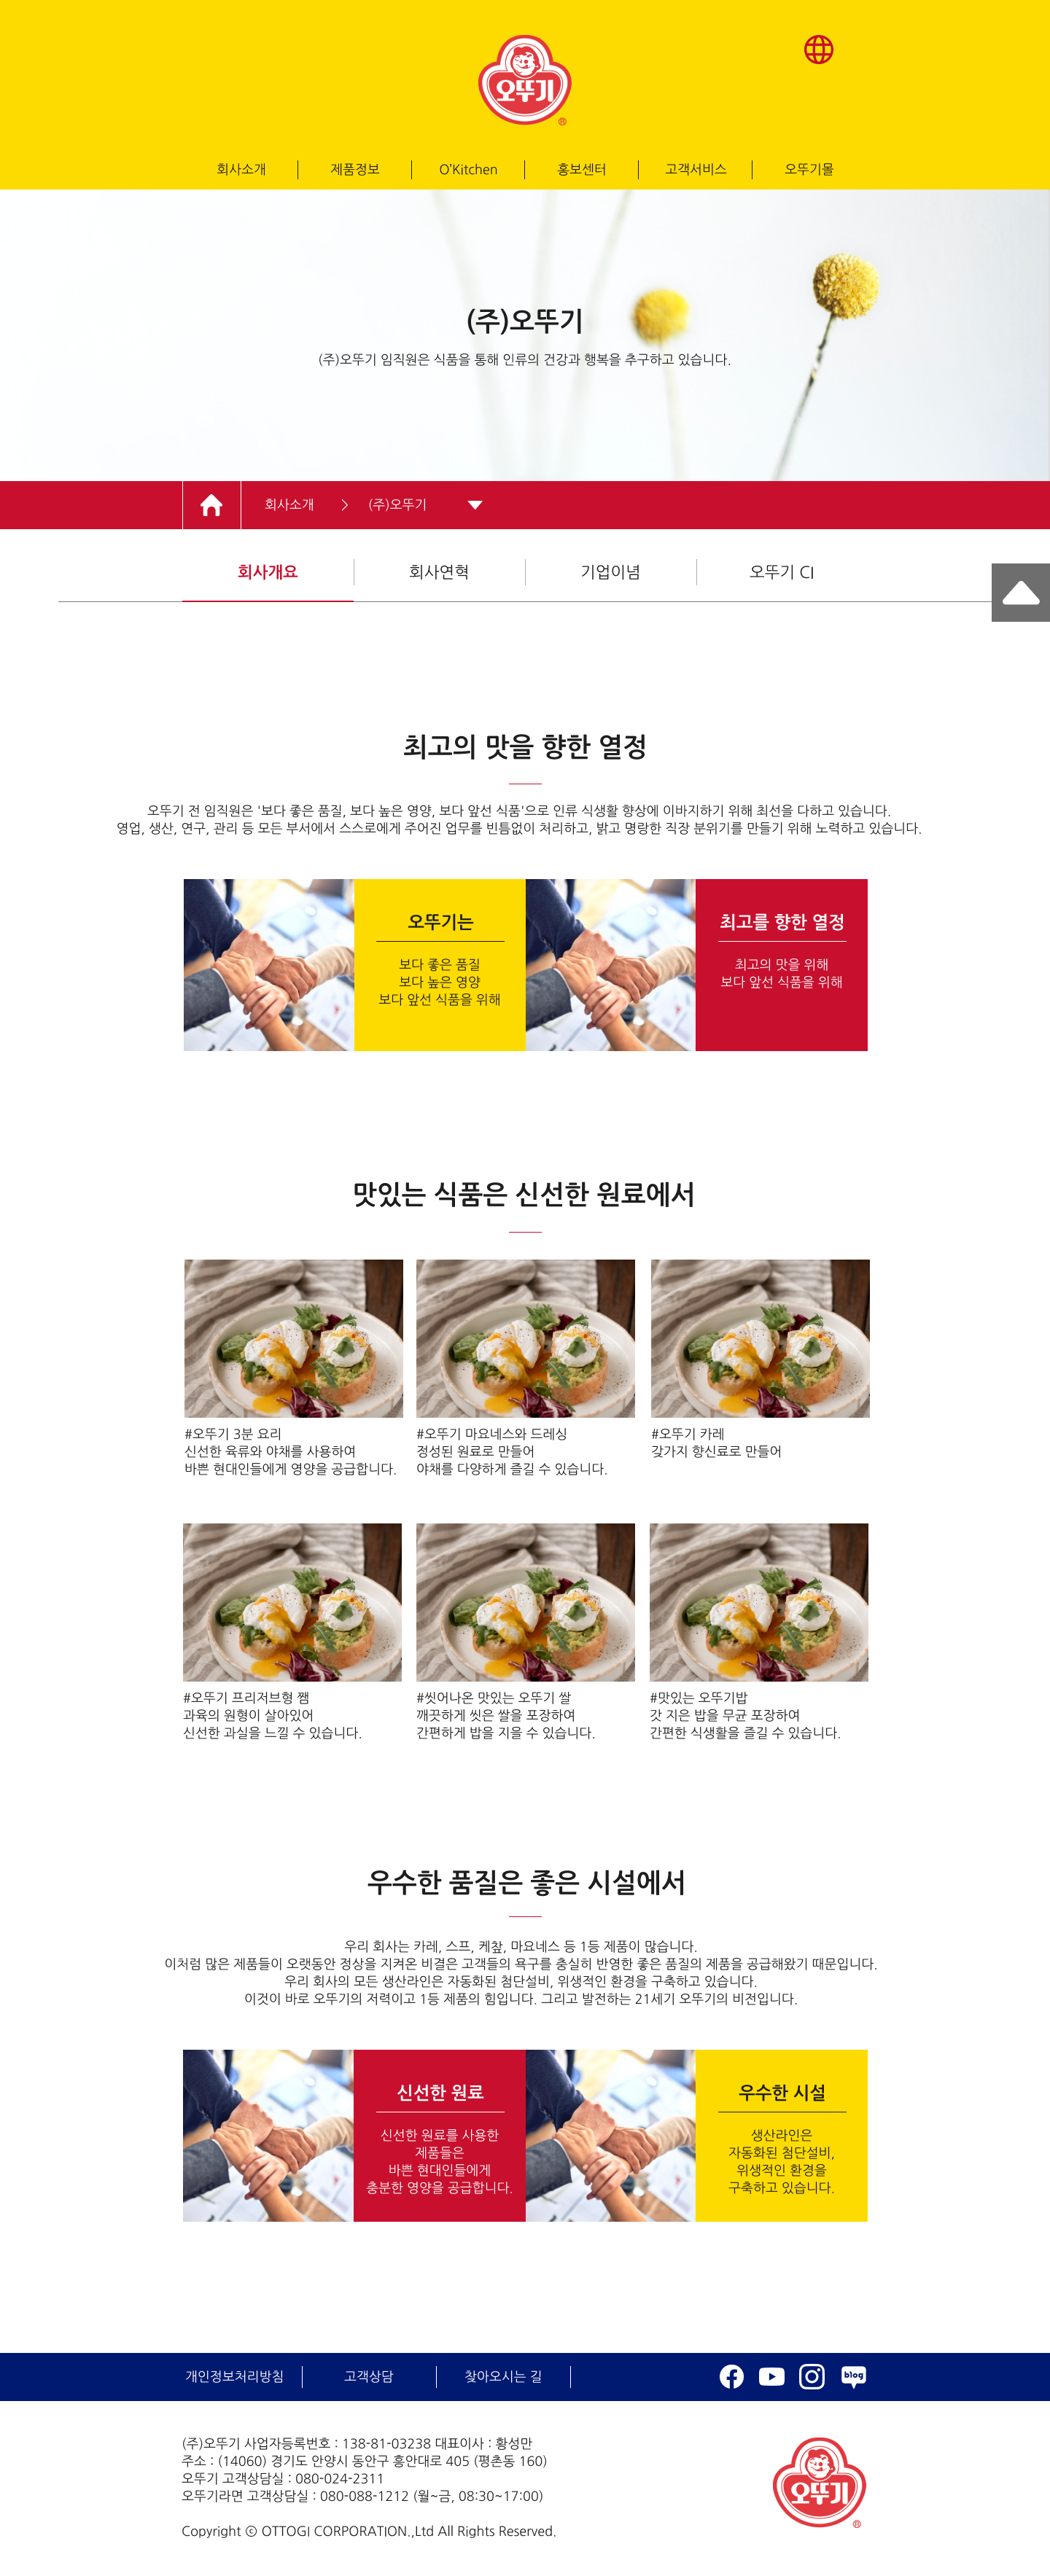 오뚜기
®
회사소개
제품정보
O'Kitchen
홍보센터
고객서비스
오뚜기몰
(주)오뚜기
(주)오뚜기 임직원은 식품을 통해 인류의 건강과 행복을 추구하고 있습니다.
회사소개 > (주)오뚜기
회사개요
회사연혁
기업이념
오뚜기 CI
최고의 맛을 향한 열정
오뚜기 전 임직원은 '보다 좋은 품질, 보다 높은 영양, 보다 앞선 식품'으로 인류 식생활 향상에 이바지하기 위해 최선을 다하고 있습니다.
영업, 생산, 연구, 관리 등 모든 부서에서 스스로에게 주어진 업무를 빈틈없이 처리하고, 밝고 명랑한 직장 분위기를 만들기 위해 노력하고 있습니다.
오뚜기는
보다 좋은 품질
보다 높은 영양
보다 앞선 식품을 위해
최고를 향한 열정
최고의 맛을 위해
보다 앞선 식품을 위해
맛있는 식품은 신선한 원료에서
#오뚜기 3분 요리
신선한 육류와 야채를 사용하여
바쁜 현대인들에게 영양을 공급합니다.
#오뚜기 마요네스와 드레싱
정성된 원료로 만들어
야채를 다양하게 즐길 수 있습니다.
#오뚜기 카레
갖가지 향신료로 만들어
#오뚜기 프리저브형 쨈
과육의 원형이 살아있어
신선한 과실을 느낄 수 있습니다.
#씻어나온 맛있는 오뚜기 쌀
깨끗하게 씻은 쌀을 포장하여
간편하게 밥을 지을 수 있습니다.
#맛있는 오뚜기밥
갓 지은 밥을 무균 포장하여
간편한 식생활을 즐길 수 있습니다.
우수한 품질은 좋은 시설에서
우리 회사는 카레, 스프, 케챂, 마요네스 등 1등 제품이 많습니다.
이처럼 많은 제품들이 오랫동안 정상을 지켜온 비결은 고객들의 욕구를 충실히 반영한 좋은 품질의 제품을 공급해왔기 때문입니다.
우리 회사의 모든 생산라인은 자동화된 첨단설비, 위생적인 환경을 구축하고 있습니다.
이것이 바로 오뚜기의 저력이고 1등 제품의 힘입니다. 그리고 발전하는 21세기 오뚜기의 비전입니다.
신선한 원료
신선한 원료를 사용한
제품들은
바쁜 현대인들에게
충분한 영양을 공급합니다.
우수한 시설
생산라인은
자동화된 첨단설비,
위생적인 환경을
구축하고 있습니다.
개인정보처리방침
고객상담
찾아오시는 길
blog
(주)오뚜기 사업자등록번호 : 138-81-03238 대표이사 : 황성만
주소 : (14060) 경기도 안양시 동안구 흥안대로 405 (평촌동 160)
오뚜기 고객상담실 : 080-024-2311
오뚜기라면 고객상담실 : 080-088-1212 (월~금, 08:30~17:00)
Copyright ⓒ OTTOGI CORPORATION.,Ltd All Rights Reserved.
오뚜기
®